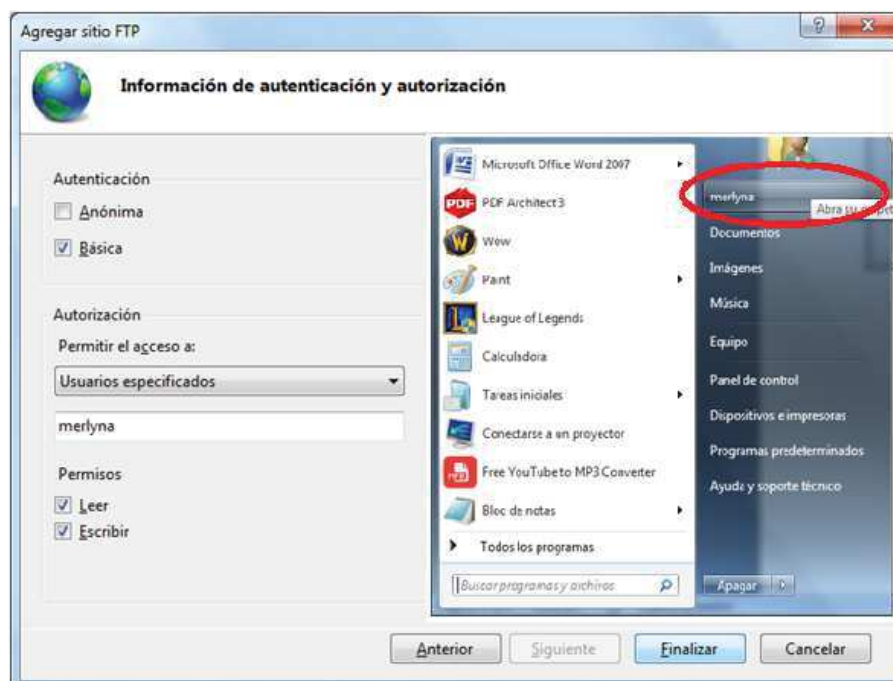 Agregar sitio FTP
Información de autenticación y autorización
Autenticación
Anónima
Básica
Autorización
Permitir el acceso a:
Usuarios especificados
merlyna
Permisos
Leer
Escribir
Microsoft Office Word 2007
PDF Architect 3
PDF
Wow
Paint
League of Legends
Calculadora
Tareas iniciales
Conectarse a un proyector
Free YouTube to MP3 Converter
Bloc de notas
Todos los programas
Buscar programas y archivos
merlyna
Abra su
Documentos
Imágenes
Música
Equipo
Panel de control
Dispositivos e impresoras
Programas predeterminados
Ayuda y soporte técnico
Apagar
Anterior
Siguiente
Finalizar
Cancelar